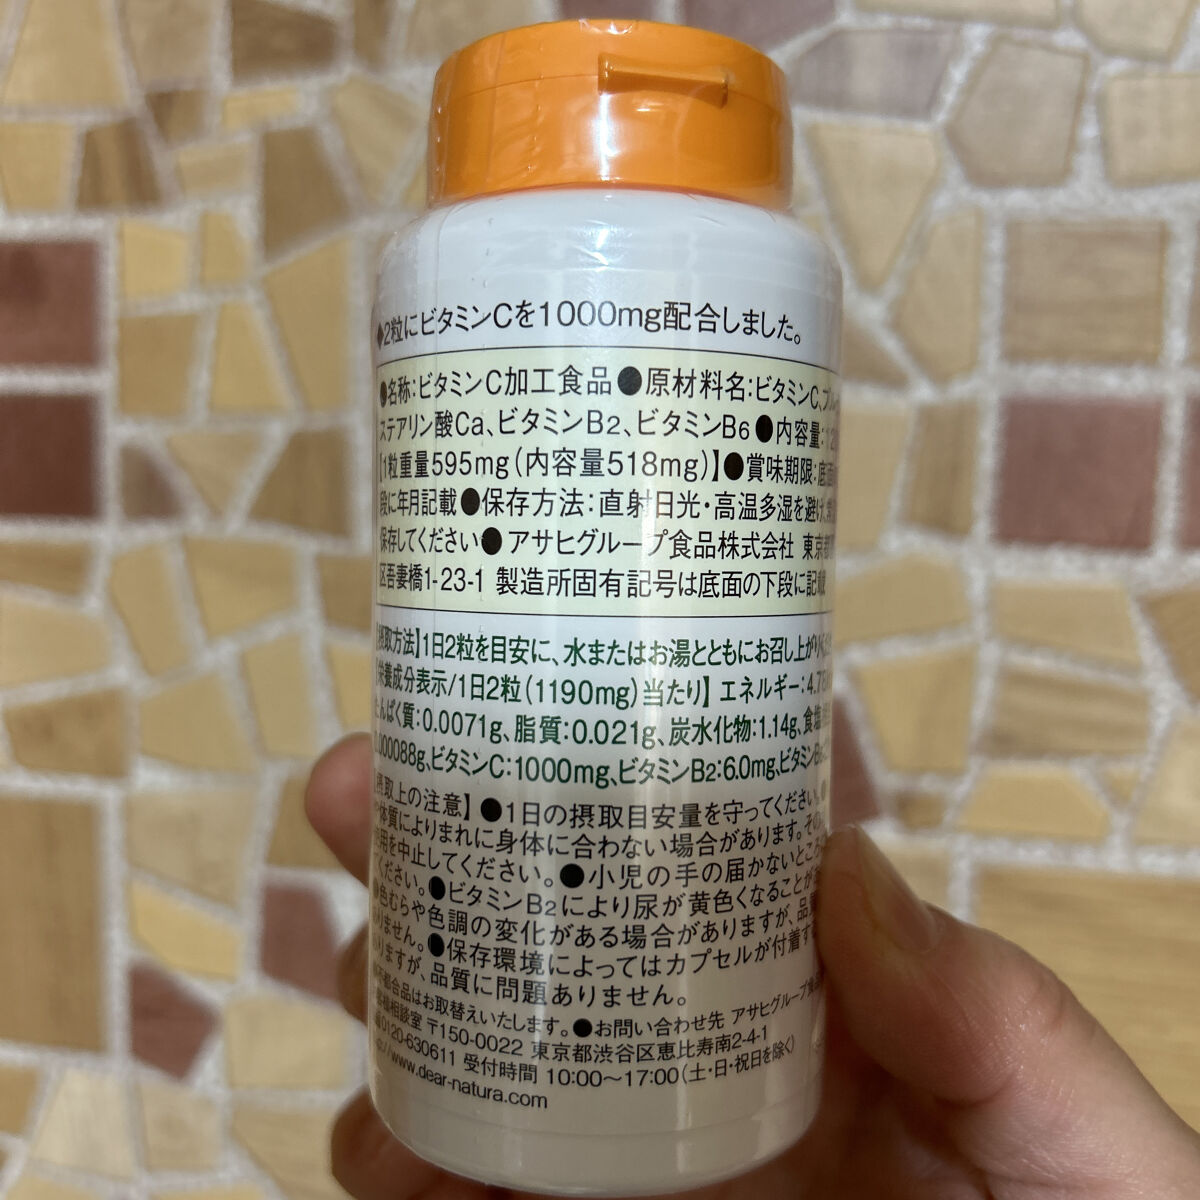 ◆2粒にビタミンCを1000mg配合しました。
●名称：ビタミンC加工食品●原材料名：ビタミンC、プル
ステアリン酸Ca、ビタミンB2、ビタミンB6●内容量：
【1粒重量595mg（内容量518mg）】●賞味期限：底面
段に年月記載●保存方法：直射日光・高温多湿を避け、
保存してください●アサヒグループ食品株式会社 東京都
区吾妻橋1-23-1 製造所固有記号は底面の下段に記載
【摂取方法】1日2粒を目安に、水またはお湯とともにお召し上がり
【栄養成分表示/1日2粒（1190mg）当たり】エネルギー：4.7
たんぱく質：0.0071g、脂質：0.021g、炭水化物：1.14g、食塩
0.000088g、ビタミンC：1000mg、ビタミンB2：6.0mg、ビタミン
【摂取上の注意】●1日の摂取目安量を守ってください。●
体質によりまれに身体に合わない場合があります。その
用を中止してください。●小児の手の届かないところ
ください。●ビタミンB2により尿が黄色くなることが
●色むらや色調の変化がある場合がありますが、品
ありません。●保存環境によってはカプセルが付着す
ありますが、品質に問題ありません。
不都合品はお取替えいたします。●お問い合わせ先 アサヒグループ食
客様相談室 〒150-0022 東京都渋谷区恵比寿南2-4-1
0120-630611 受付時間 10:00〜17:00（土・日・祝日を除く）
www.dear-natura.com